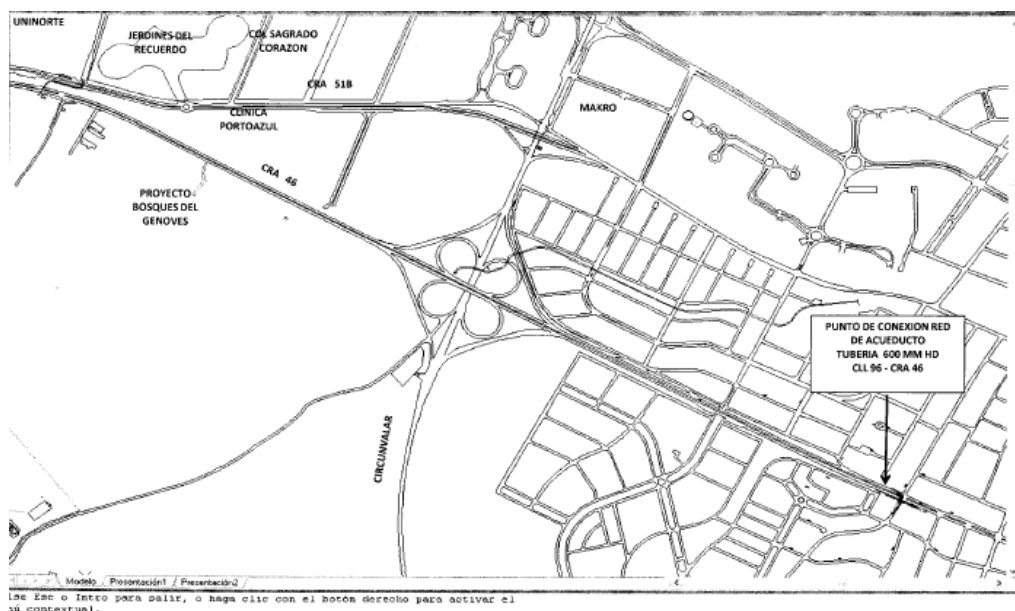 UNINORTE
JERDINES DEL
RECUERDO
COL SAGRADO
CORAZON
CRA 51B
CLINICA
PORTOAZUL
MAKRO
CRA 46
PROYECTO
BOSQUES DEL
GENOVES
PUNTO DE CONEXION RED
DE ACUEDUCTO
TUBERIA 600 MM HD
CLL 96 - CRA 46
CIRCUNVALAR
Modelo Presentación1 Presentación2
lse Esc o Intro para salir, o haga clic con el botón derecho para activar el
ú contextual.